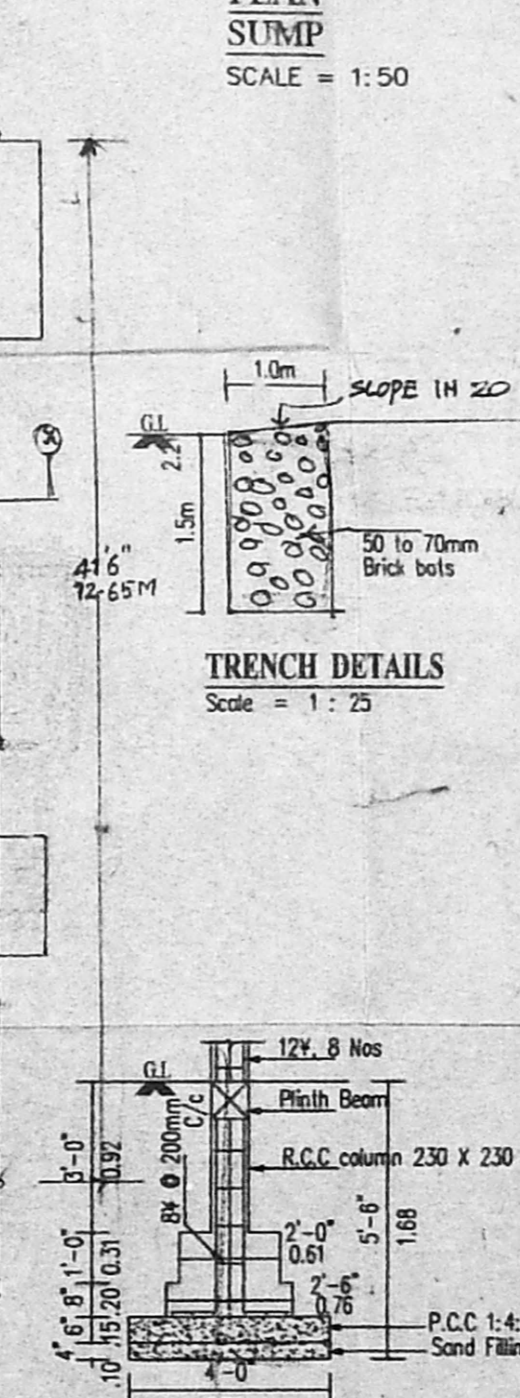 PLAN
SUMP
SCALE = 1:50
1.0m
SLOPE IN 20
G.L
2.2
1.5m
50 to 70mm
Brick bats
41'6"
12.65M
TRENCH DETAILS
Scale = 1 : 25
12¥, 8 Nos
G.L
Plinth Beam
8¥ @ 200mm
C/c
R.C.C column 230 X 230
3'-0"
0.92
5'-6"
1.68
2'-0"
0.61
1'-0"
0.31
2'-6"
0.76
8"
.20
6"
.15
P.C.C 1:4:
4"
.10
Sand Fillin
4'-0"